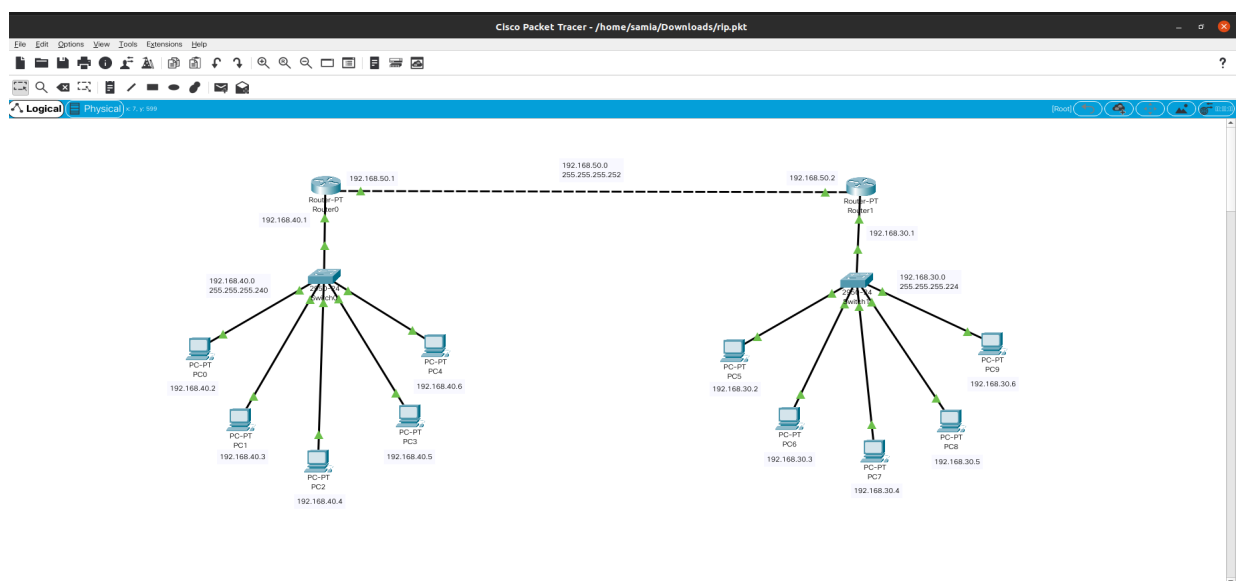 Cisco Packet Tracer - /home/samia/Downloads/rip.pkt
File Edit Options View Tools Extensions Help
?
Logical Physical x: 7, y: 599 [Root]
192.168.50.0
255.255.255.252
192.168.50.1
192.168.50.2
Router-PT
Router0
Router-PT
Router1
192.168.40.1
192.168.30.1
192.168.40.0
255.255.255.240
192.168.30.0
255.255.255.224
2950-24
Switch0
PC-PT
PC0
192.168.40.2
PC-PT
PC4
192.168.40.6
PC-PT
PC1
192.168.40.3
PC-PT
PC3
192.168.40.5
PC-PT
PC2
192.168.40.4
PC-PT
PC5
192.168.30.2
PC-PT
PC9
192.168.30.6
PC-PT
PC6
192.168.30.3
PC-PT
PC8
192.168.30.5
PC-PT
PC7
192.168.30.4